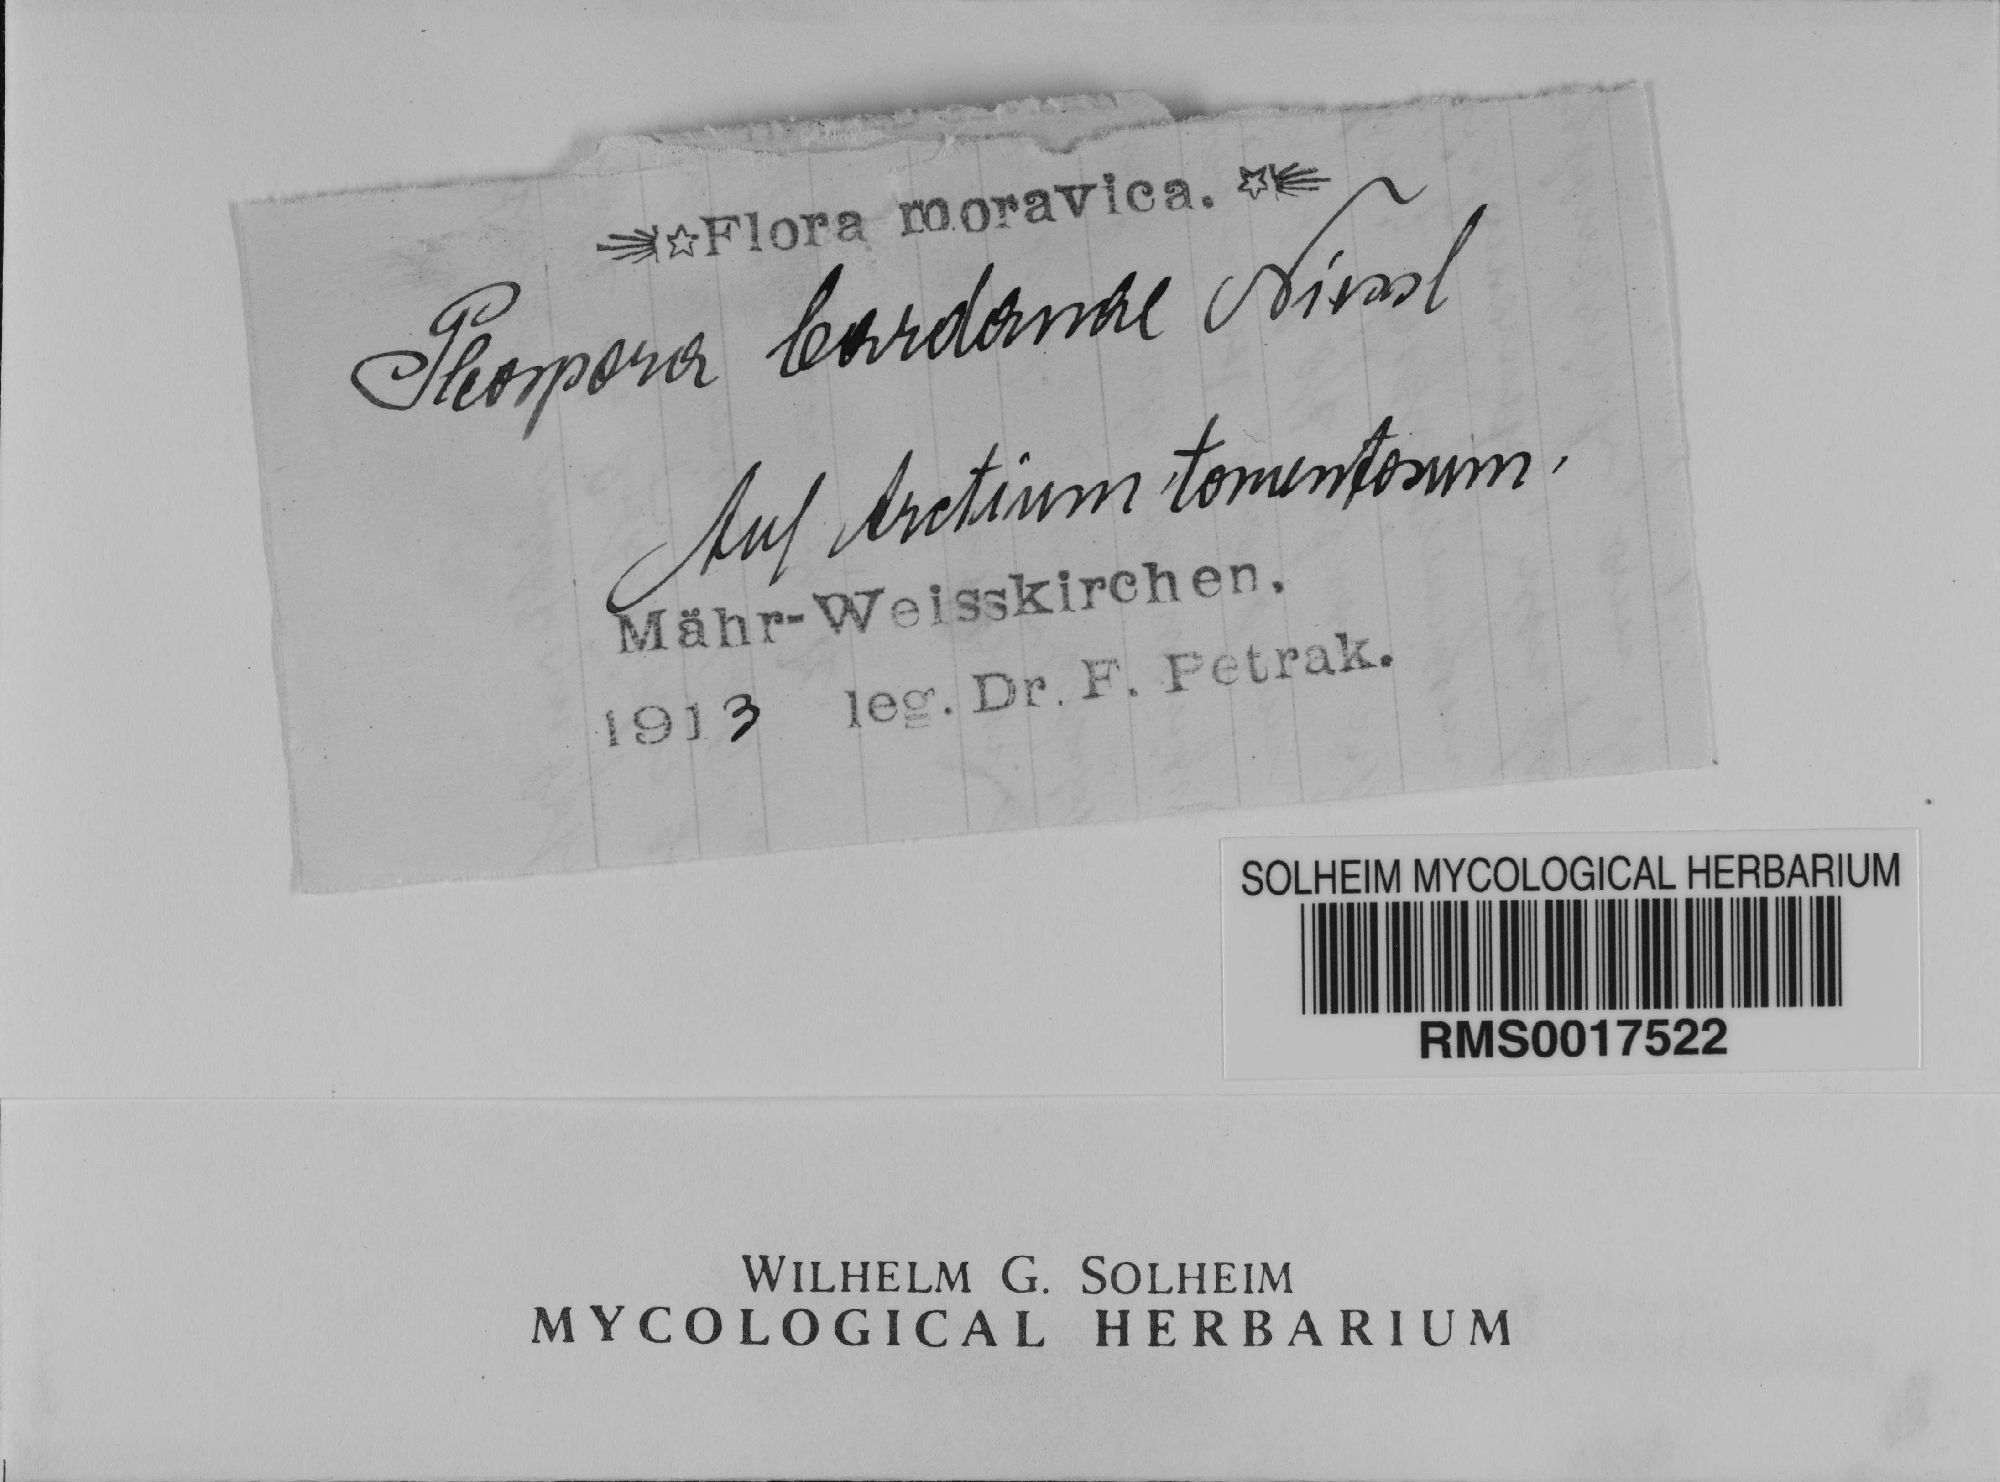 Flora moravica.
Pleospora bardanae Niessl
Auf Arctium tomentosum.
Mähr-Weisskirchen.
1913 leg. Dr. F. Petrak.
SOLHEIM MYCOLOGICAL HERBARIUM
RMS0017522
WILHELM G. SOLHEIM
MYCOLOGICAL HERBARIUM